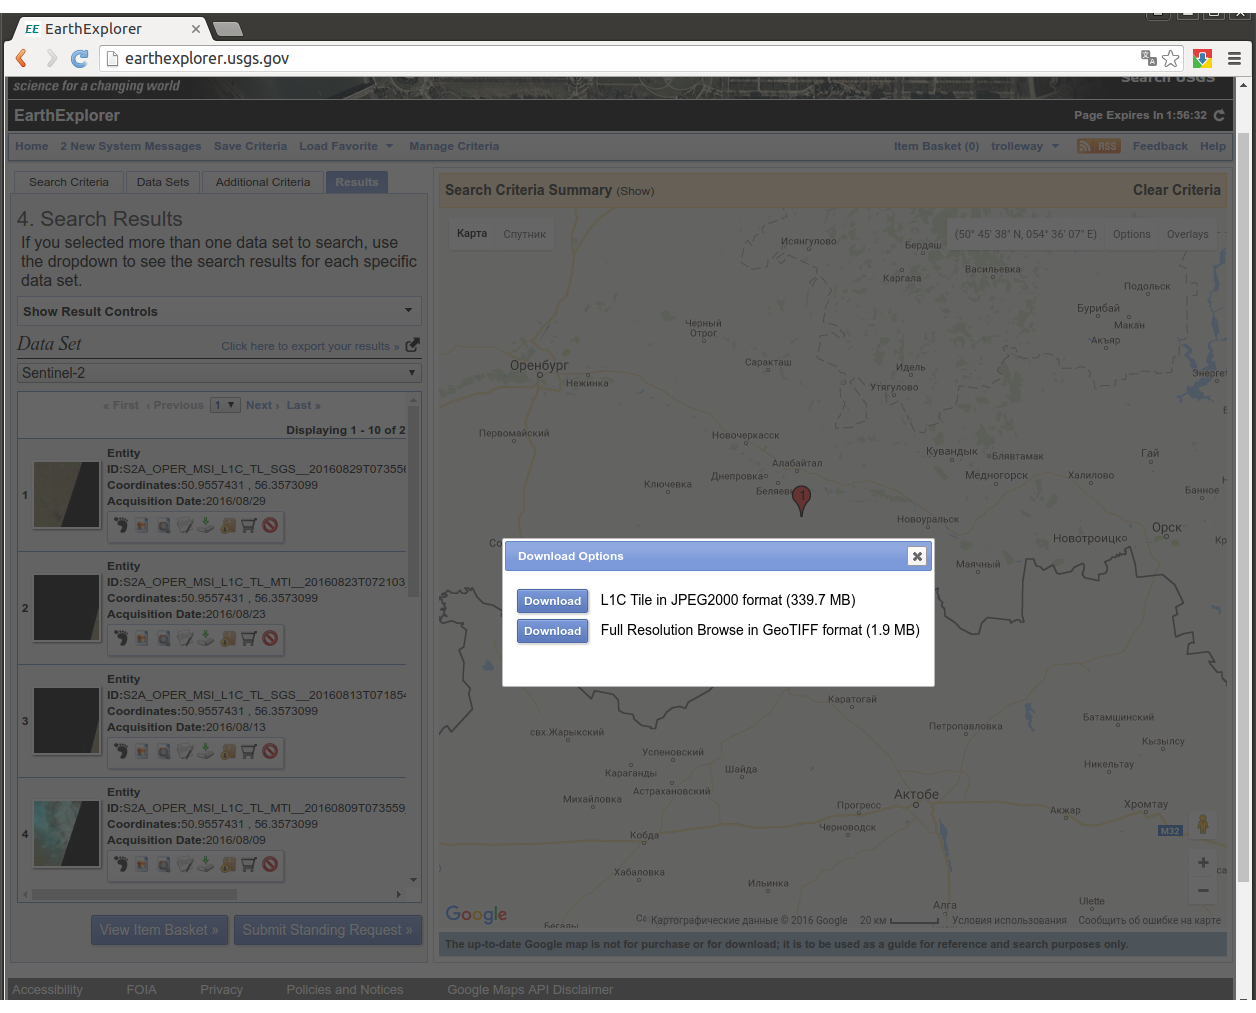 EE EarthExplorer
earthexplorer.usgs.gov
science for a changing world
Search USGS
EarthExplorer
Page Expires In 1:56:32
Home 2 New System Messages Save Criteria Load Favorite Manage Criteria
Item Basket (0) trolleway RSS Feedback Help
Search Criteria Data Sets Additional Criteria Results
4. Search Results
If you selected more than one data set to search, use
the dropdown to see the search results for each specific
data set.
Show Result Controls
Data Set
Click here to export your results »
Sentinel-2
« First ‹ Previous 1 Next › Last »
Displaying 1 - 10 of 2
1
Entity
ID:S2A_OPER_MSI_L1C_TL_SGS__20160829T073556
Coordinates:50.9557431 , 56.3573099
Acquisition Date:2016/08/29
2
Entity
ID:S2A_OPER_MSI_L1C_TL_MTI__20160823T072103
Coordinates:50.9557431 , 56.3573099
Acquisition Date:2016/08/23
3
Entity
ID:S2A_OPER_MSI_L1C_TL_SGS__20160813T071854
Coordinates:50.9557431 , 56.3573099
Acquisition Date:2016/08/13
4
Entity
ID:S2A_OPER_MSI_L1C_TL_MTI__20160809T073559
Coordinates:50.9557431 , 56.3573099
Acquisition Date:2016/08/09
View Item Basket »
Submit Standing Request »
Search Criteria Summary (Show)
Clear Criteria
Карта Спутник
(50° 45' 38" N, 054° 36' 07" E) Options Overlays
Исянгулово
Бердяш
Васильевка
Каргала
Подольск
Бурибай
Макан
Акъяр
Черный
Отрог
Оренбург
Нежинка
Саракташ
Идель
Утягулово
Энергет
Первомайский
Новочеркасск
Кувандык
Блявтамак
Гай
Алабайтал
Днепровка
Медногорск
Халилово
Ключевка
Беляевка
1
Банное
Новоуральск
Орск
Новотроицк
Кр
Со
Маячный
Download Options
Download L1C Tile in JPEG2000 format (339.7 MB)
Download Full Resolution Browse in GeoTIFF format (1.9 MB)
Каратогай
Батамшинский
Петропавловка
свх.Жарыкский
Кызылсу
Успеновский
Никельтау
Караганды
Шайда
Астрахановский
Михайловка
Актобе
Прогресс
Акжар
Хромтау
Черноводск
Кобда
M32
Хабаловка
Ильинка
са
Алга
Ulette
Бегалы
Google
Картографические данные © 2016 Google 20 км Условия использования Сообщить об ошибке на карте
The up-to-date Google map is not for purchase or for download; it is to be used as a guide for reference and search purposes only.
Accessibility FOIA Privacy Policies and Notices Google Maps API Disclaimer